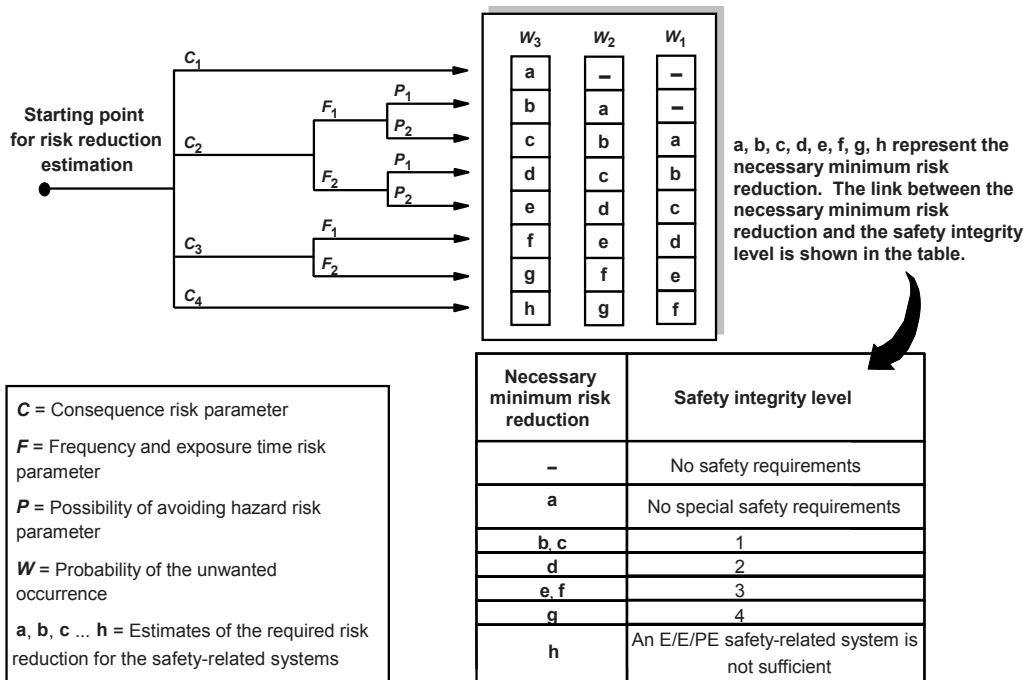 W3 W2 W1
C1
a – –
Starting point
for risk reduction
estimation
F1
P1
b a –
P2
c b a
C2
F2
P1
d c b
P2
e d c
C3
F1
f e d
F2
g f e
C4
h g f
a, b, c, d, e, f, g, h represent the
necessary minimum risk
reduction. The link between the
necessary minimum risk
reduction and the safety integrity
level is shown in the table.
C = Consequence risk parameter
F = Frequency and exposure time risk
parameter
P = Possibility of avoiding hazard risk
parameter
W = Probability of the unwanted
occurrence
a, b, c ... h = Estimates of the required risk
reduction for the safety-related systems
Necessary
minimum risk
reduction
Safety integrity level
– No safety requirements
a No special safety requirements
b, c 1
d 2
e, f 3
g 4
h An E/E/PE safety-related system is
not sufficient